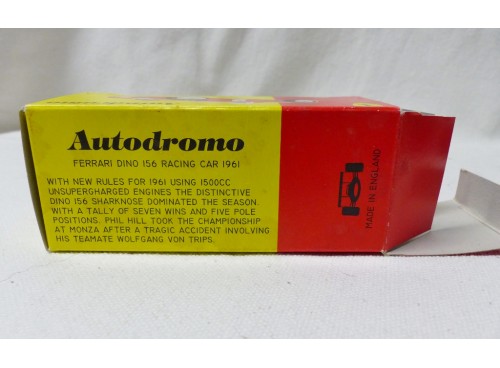 Autodromo
FERRARI DINO 156 RACING CAR 1961
WITH NEW RULES FOR 1961 USING 1500CC
UNSUPERGHARGED ENGINES THE DISTINCTIVE
DINO 156 SHARKNOSE DOMINATED THE SEASON.
WITH A TALLY OF SEVEN WINS AND FIVE POLE
POSITIONS. PHIL HILL TOOK THE CHAMPIONSHIP
AT MONZA AFTER A TRAGIC ACCIDENT INVOLVING
HIS TEAMATE WOLFGANG VON TRIPS.
MADE IN ENGLAND